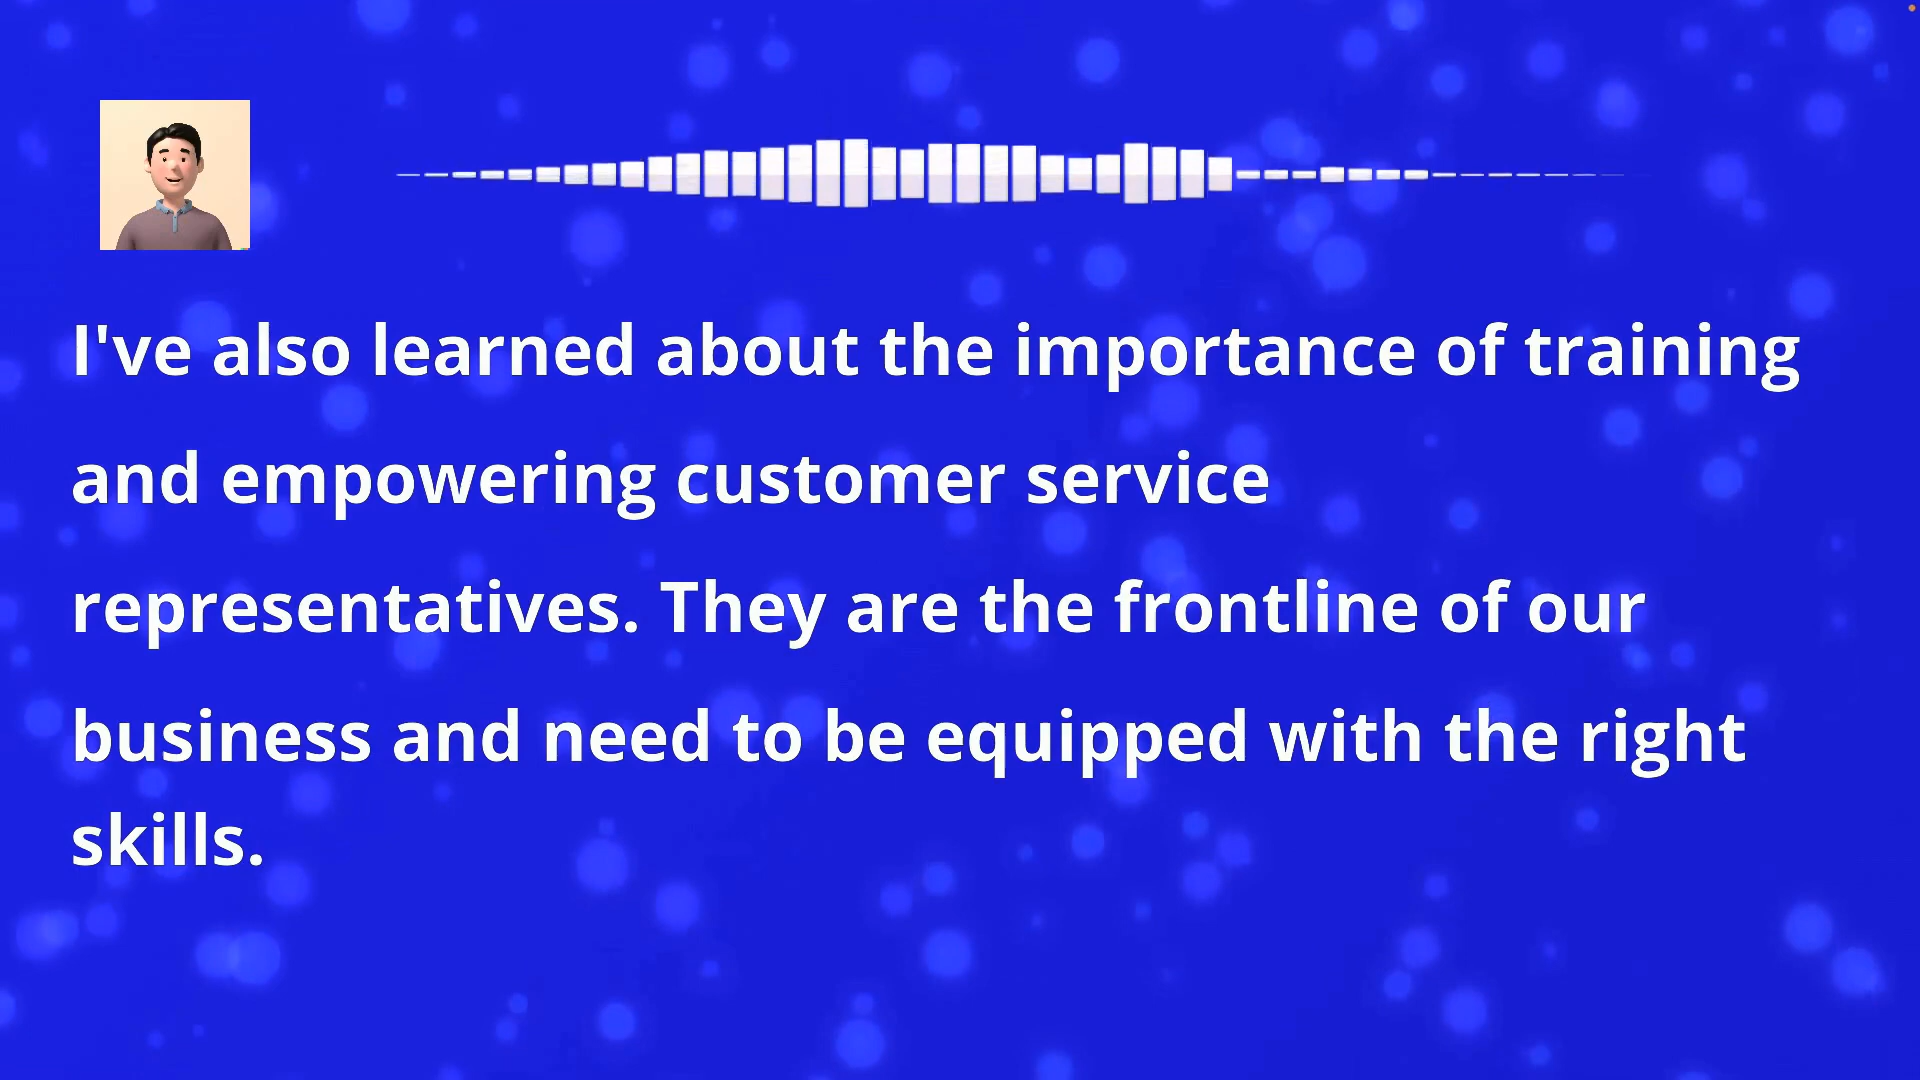 I've also learned about the importance of training
and empowering customer service
representatives. They are the frontline of our
business and need to be equipped with the right
skills.